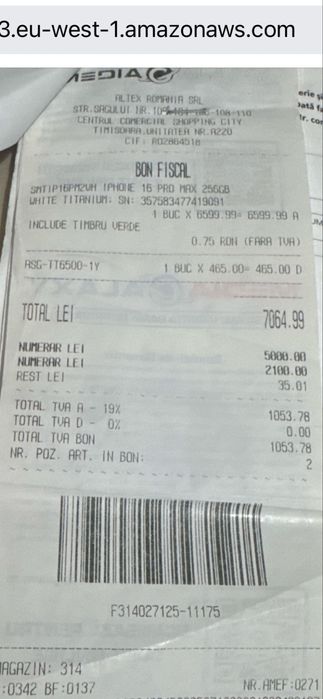 3.eu-west-1.amazonaws.com
MEDIA
ALTEX ROMANIA SRL
CENTRUL COMERCIAL SHOPPING CITY
TIMISOARA,UNITATEA NR.A220
CIF: RO2864518
BON FISCAL
SMTIP16PM2WH IPHONE 16 PRO MAX 256GB
WHITE TITANIUM: SN: 357583477419091
1 BUC X 6599.99= 6599.99 A
INCLUDE TIMBRU VERDE
0.75 RON (FARA TVA)
ASG-TT6500-1Y 1 BUC X 465.00= 465.00 D
TOTAL LEI 7064.99
NUMERAR LEI 5000.00
NUMERAR LEI 2100.00
REST LEI 35.01
TOTAL TVA A - 19% 1053.78
TOTAL TVA D - 0% 0.00
TOTAL TVA BON 1053.78
NR. POZ. ART. IN BON: 2
F314027125-11175
MAGAZIN: 314
:0342 BF:0137 NR.AMEF:0271